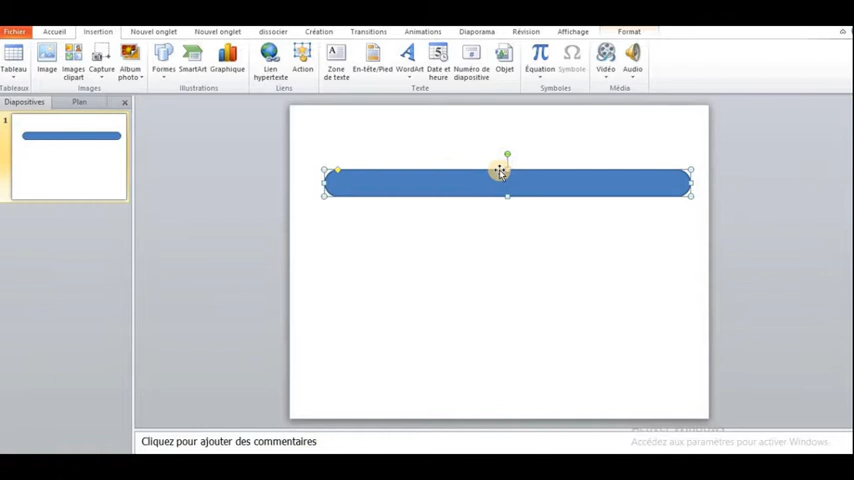 Fichier Accueil Insertion Nouvel onglet Nouvel onglet dissocier Création Transitions Animations Diaporama Révision Affichage Format
Tableau Image Images clipart Capture Album photo Formes SmartArt Graphique Lien hypertexte Action Zone de texte En-tête/Pied WordArt Date et heure Numéro de diapositive Objet Équation Symbole Vidéo Audio
Tableaux Images Illustrations Liens Texte Symboles Média
Diapositives Plan
1
Cliquez pour ajouter des commentaires
Accédez aux paramètres pour activer Windows.